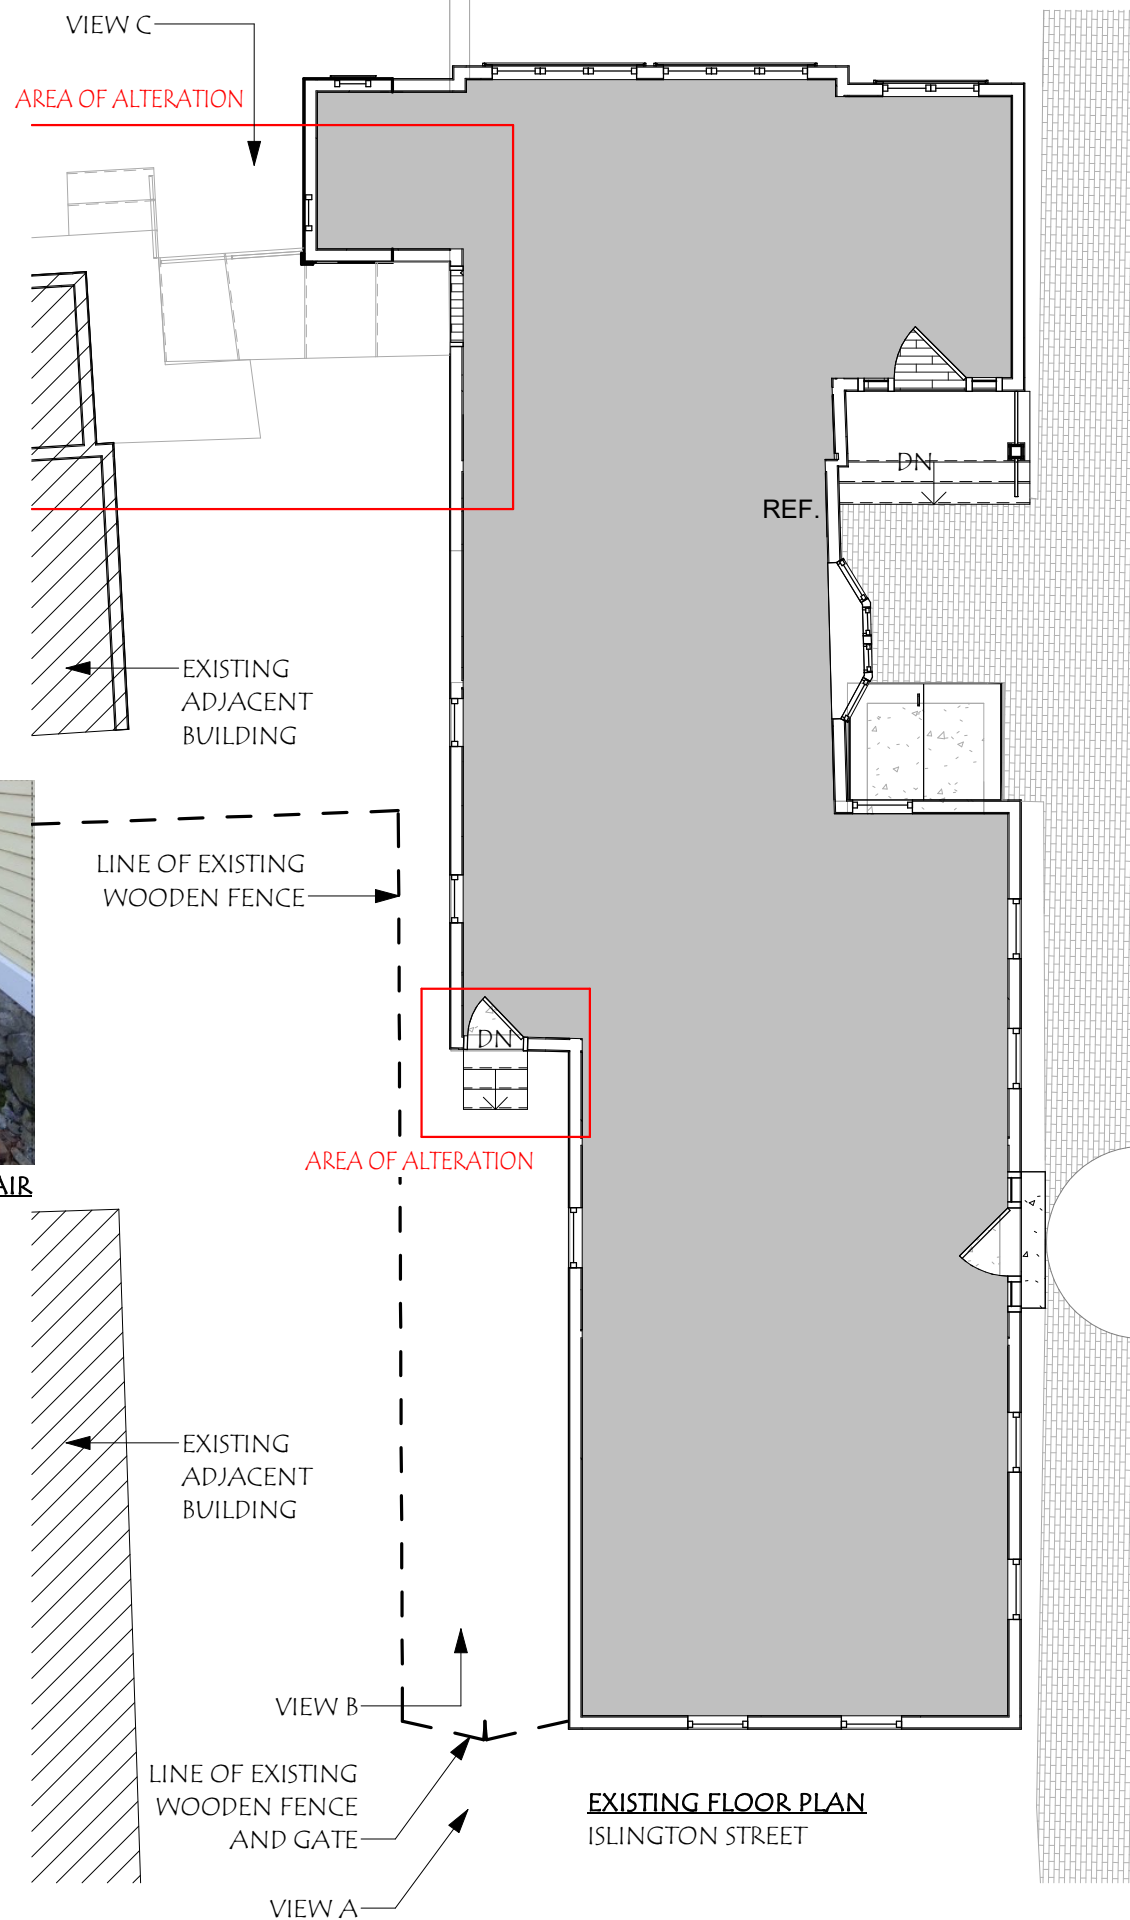 VIEW C
AREA OF ALTERATION
DN
REF.
EXISTING
ADJACENT
BUILDING
LINE OF EXISTING
WOODEN FENCE
DN
AREA OF ALTERATION
AIR
EXISTING
ADJACENT
BUILDING
VIEW B
LINE OF EXISTING
WOODEN FENCE
AND GATE
EXISTING FLOOR PLAN
ISLINGTON STREET
VIEW A